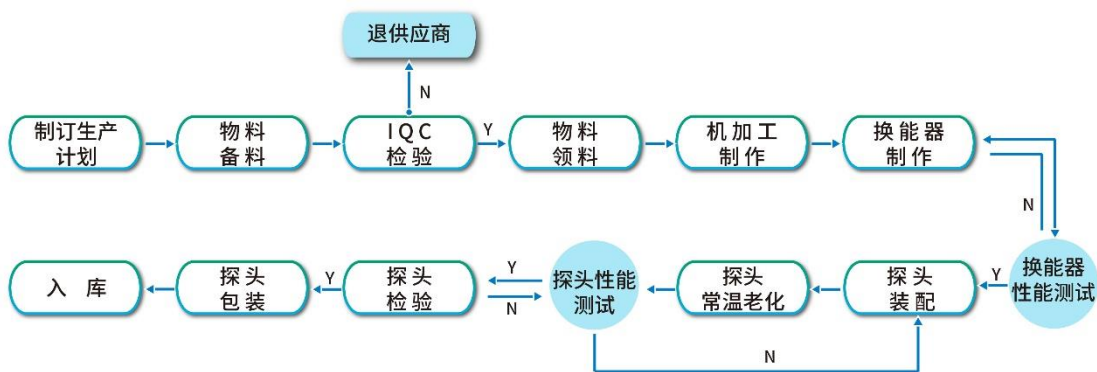 退供应商
N
制订生产
计划
物 料
备 料
I Q C
检 验
Y
物 料
领 料
机加工
制 作
换能器
制 作
N
入 库
探 头
包 装
Y
探 头
检 验
Y
N
探头性能
测试
探头
常温老化
探 头
装 配
Y
换能器
性能测试
N